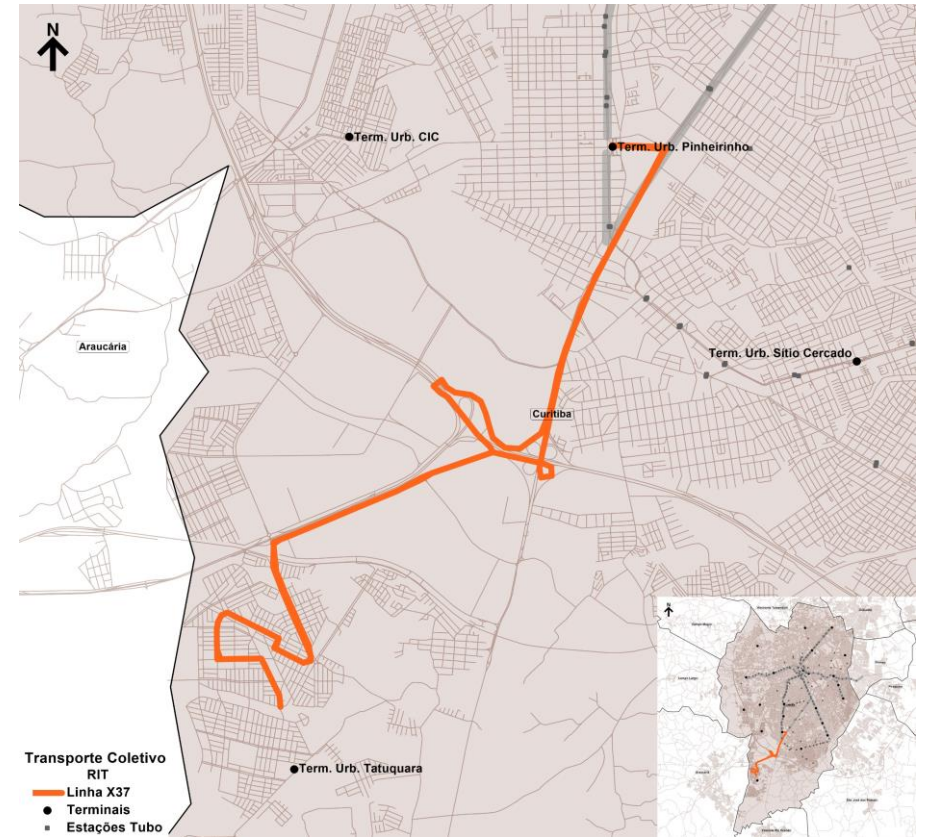 N
Term. Urb. CIC
Term. Urb. Pinheirinho
Araucária
Term. Urb. Sítio Cercado
Curitiba
N
Term. Urb. Tatuquara
Transporte Coletivo
RIT
Linha X37
Terminais
Estações Tubo